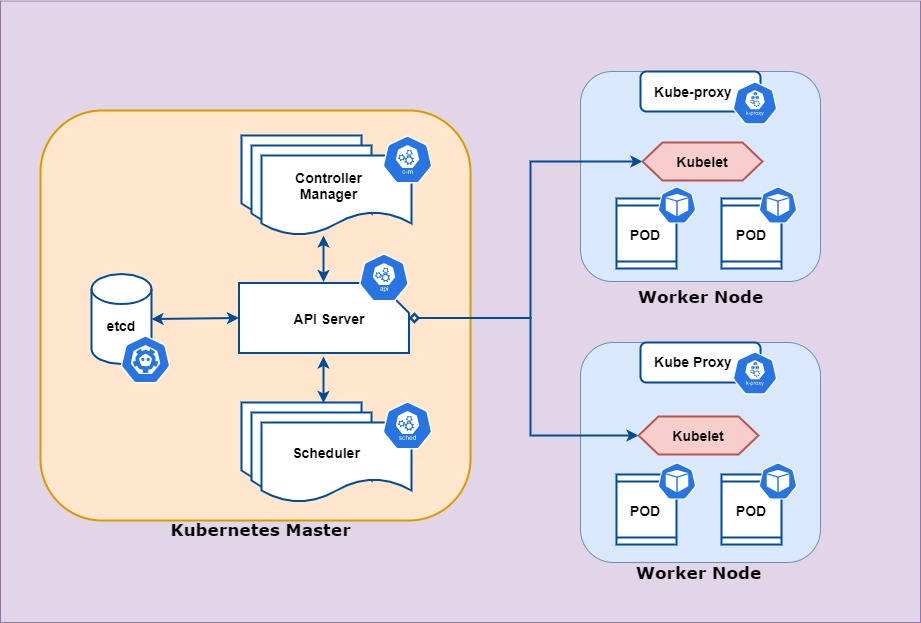 Controller
Manager
c-m
API Server
api
etcd
Scheduler
sched
Kubernetes Master
Kube-proxy
k-proxy
Kubelet
POD
POD
Worker Node
Kube Proxy
k-proxy
Kubelet
POD
POD
Worker Node